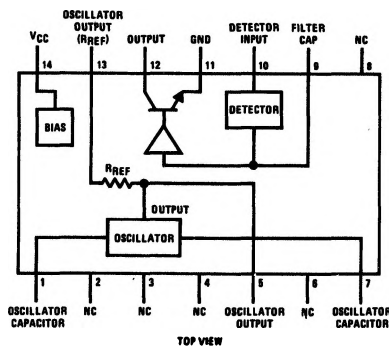 VCC
OSCILLATOR
OUTPUT
(RREF)
OUTPUT
GND
DETECTOR
INPUT
FILTER
CAP
NC
14
13
12
11
10
9
8
BIAS
DETECTOR
RREF
OUTPUT
OSCILLATOR
1
2
3
4
5
6
7
OSCILLATOR
CAPACITOR
NC
NC
NC
OSCILLATOR
OUTPUT
NC
OSCILLATOR
CAPACITOR
TOP VIEW